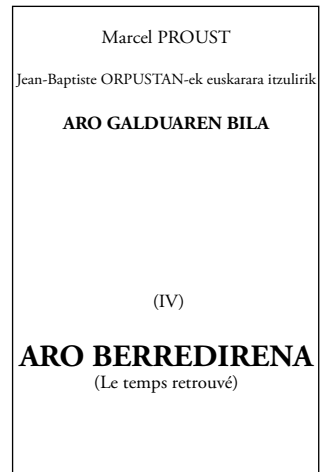 Marcel PROUST
Jean-Baptiste ORPUSTAN-ek euskarara itzulirik
ARO GALDUAREN BILA
(IV)
ARO BERREDIRENA
(Le temps retrouvé)